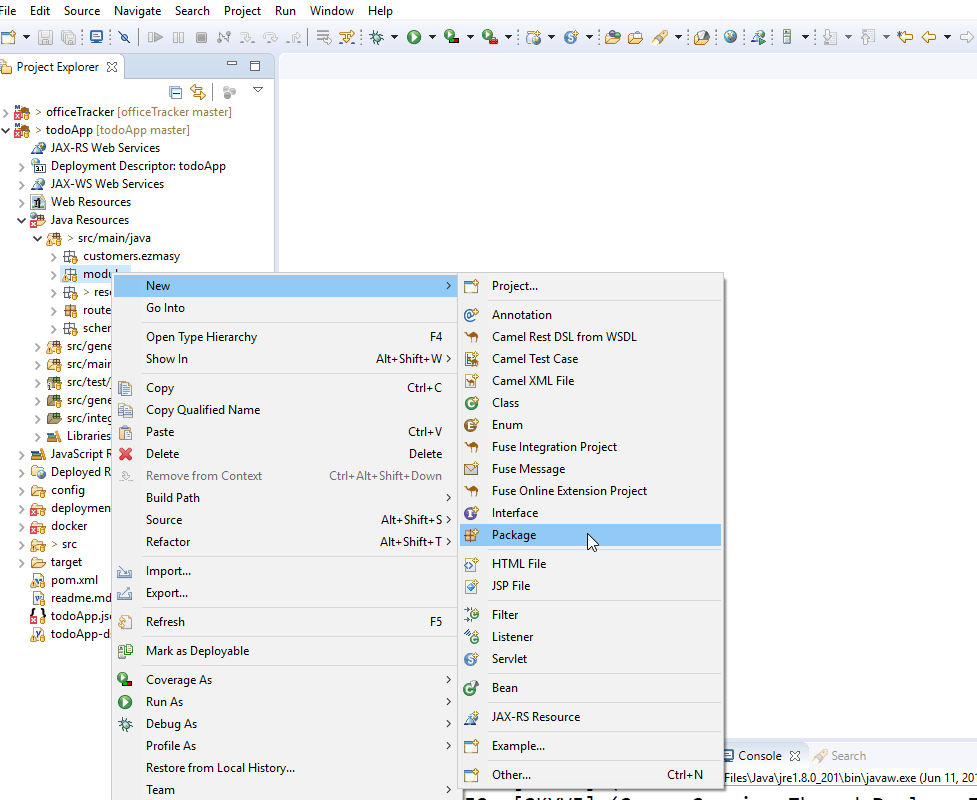 File Edit Source Navigate Search Project Run Window Help
Project Explorer
> officeTracker [officeTracker master]
> todoApp [todoApp master]
JAX-RS Web Services
Deployment Descriptor: todoApp
JAX-WS Web Services
Web Resources
Java Resources
> src/main/java
customers.ezmasy
modul
> res
route
scher
src/gene
src/main
src/test/
src/gene
src/integ
Libraries
JavaScript R
Deployed R
config
deploymen
docker
> src
target
pom.xml
readme.md
todoApp.js
todoApp-d
New
Go Into
Open Type Hierarchy F4
Show In Alt+Shift+W
Copy Ctrl+C
Copy Qualified Name
Paste Ctrl+V
Delete Delete
Remove from Context Ctrl+Alt+Shift+Down
Build Path
Source Alt+Shift+S
Refactor Alt+Shift+T
Import...
Export...
Refresh F5
Mark as Deployable
Coverage As
Run As
Debug As
Profile As
Restore from Local History...
Team
Project...
Annotation
Camel Rest DSL from WSDL
Camel Test Case
Camel XML File
Class
Enum
Fuse Integration Project
Fuse Message
Fuse Online Extension Project
Interface
Package
HTML File
JSP File
Filter
Listener
Servlet
Bean
JAX-RS Resource
Example...
Other... Ctrl+N
Console Search
Files\Java\jre1.8.0_201\bin\javaw.exe (Jun 11, 201